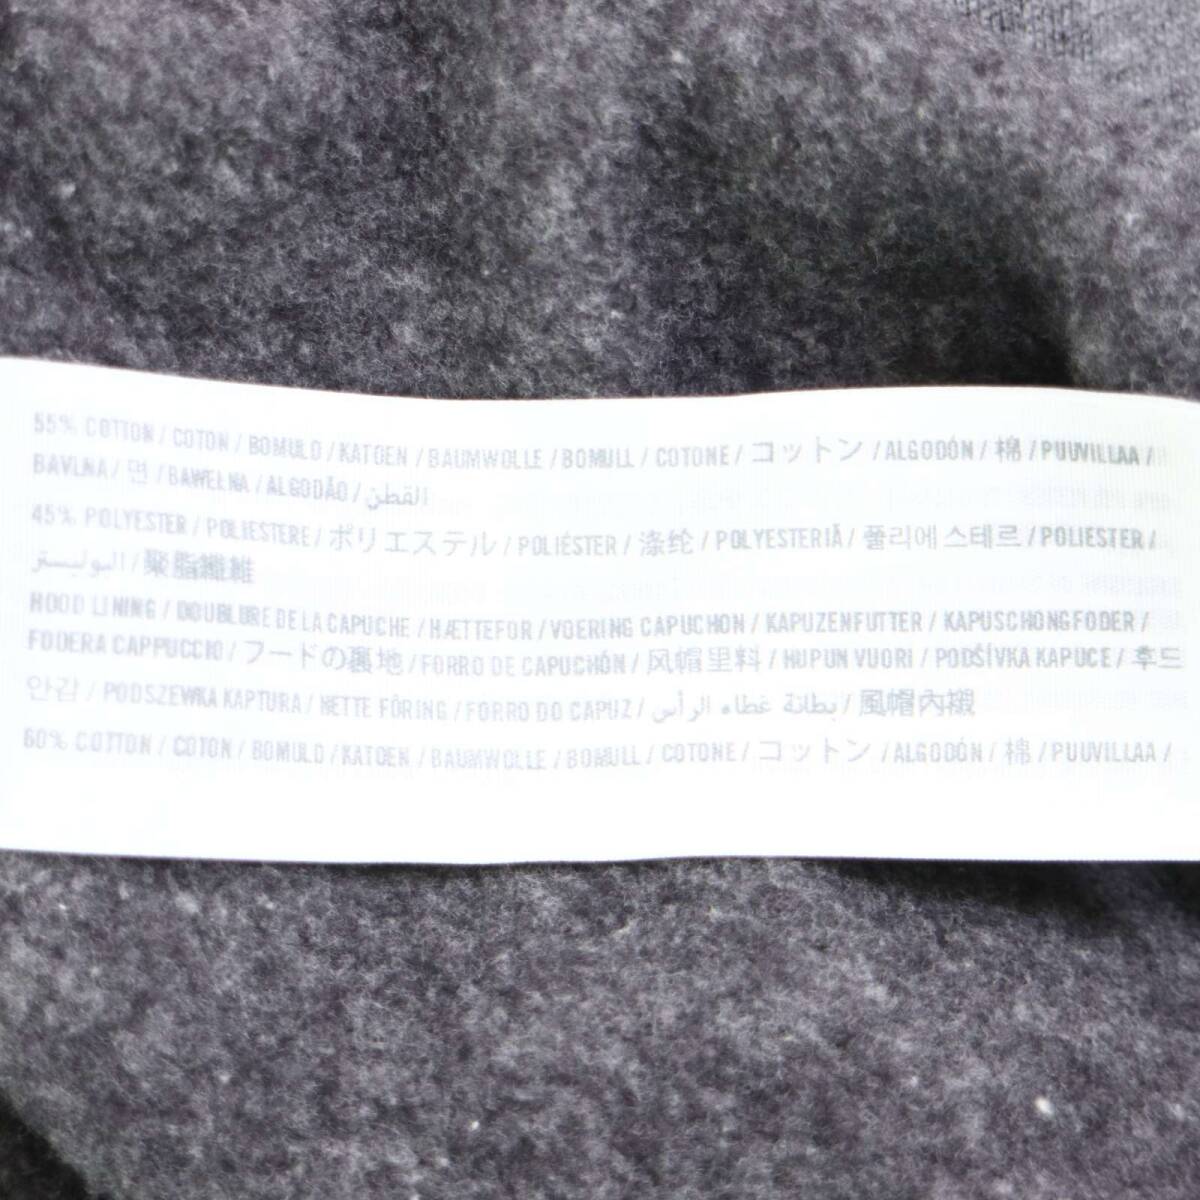 55% COTTON / COTON / BOMULD / KATOEN / BAUMWOLLE / BOMULL / COTONE / コットン / ALGODÓN / 棉 / PUUVILLAA /
BAVLNA / 면 / BAWEŁNA / ALGODÃO / القطن
45% POLYESTER / POLIESTERE / ポリエステル / POLIÉSTER / 涤纶 / POLYESTERIÄ / 폴리에스테르 / POLIESTER /
البوليستر / 聚脂纖維
HOOD LINING / DOUBLURE DE LA CAPUCHE / HÆTTEFOR / VOERING CAPUCHON / KAPUZENFUTTER / KAPUSCHONGFODER /
FODERA CAPPUCCIO / フードの裏地 / FORRO DE CAPUCHÓN / 风帽里料 / HUPUN VUORI / PODŠÍVKA KAPUCE / 후드
안감 / PODSZEWKA KAPTURA / HETTE FÔRING / FORRO DO CAPUZ / بطانة غطاء الرأس / 風帽內襯
60% COTTON / COTON / BOMULD / KATOEN / BAUMWOLLE / BOMULL / COTONE / コットン / ALGODÓN / 棉 / PUUVILLAA /